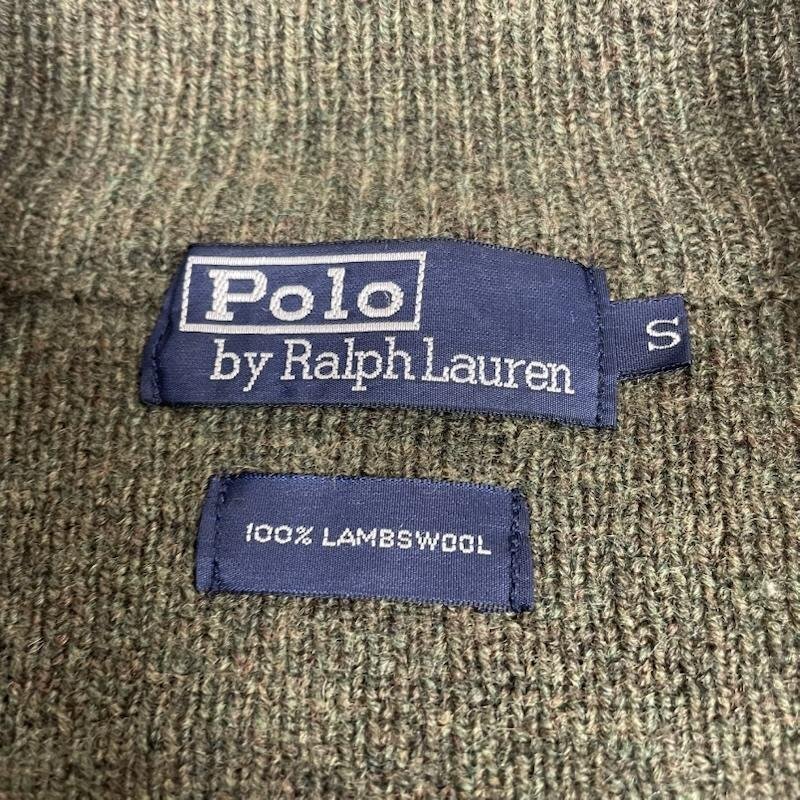 Polo
by Ralph Lauren
S
100% LAMBSWOOL